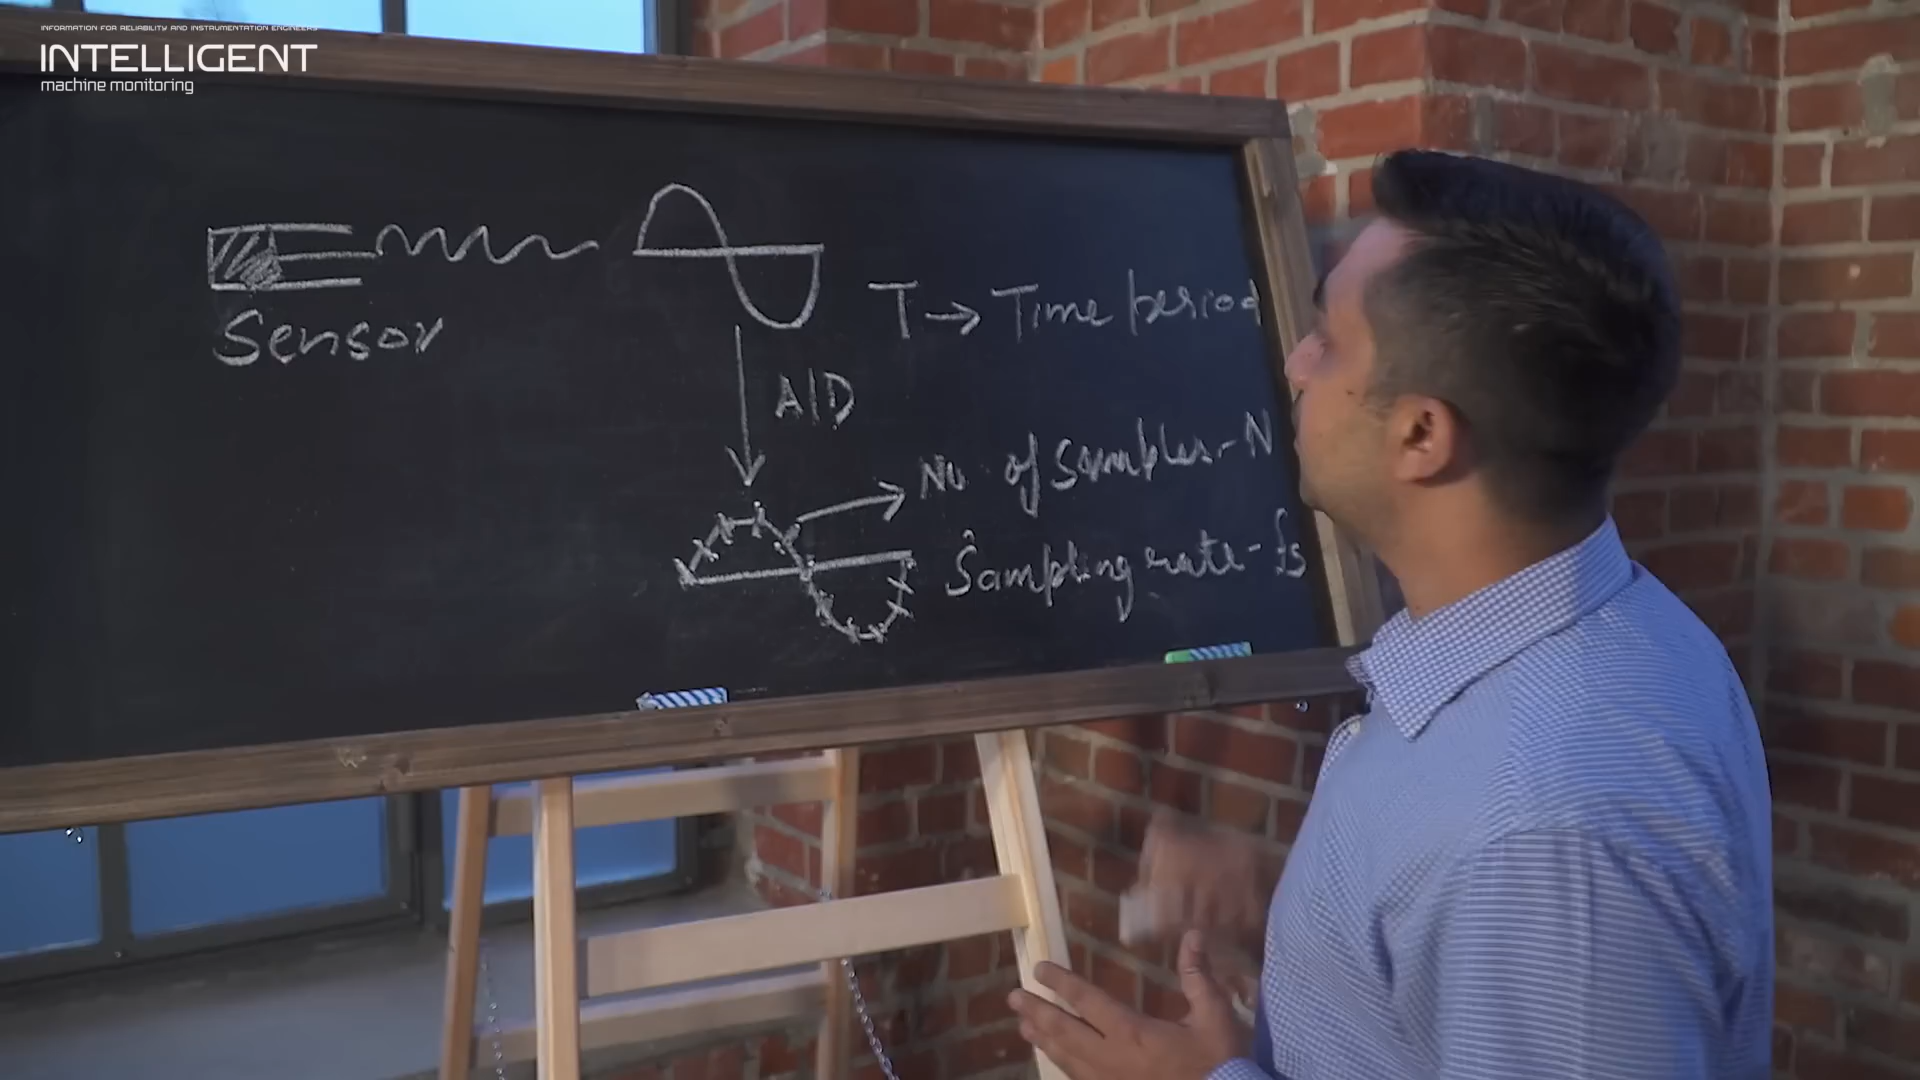 INFORMATION FOR RELIABILITY AND INSTRUMENTATION ENGINEERS
INTELLIGENT
machine monitoring
Sensor
T → Time period
A/D
No. of Samples - N
Sampling rate - fs